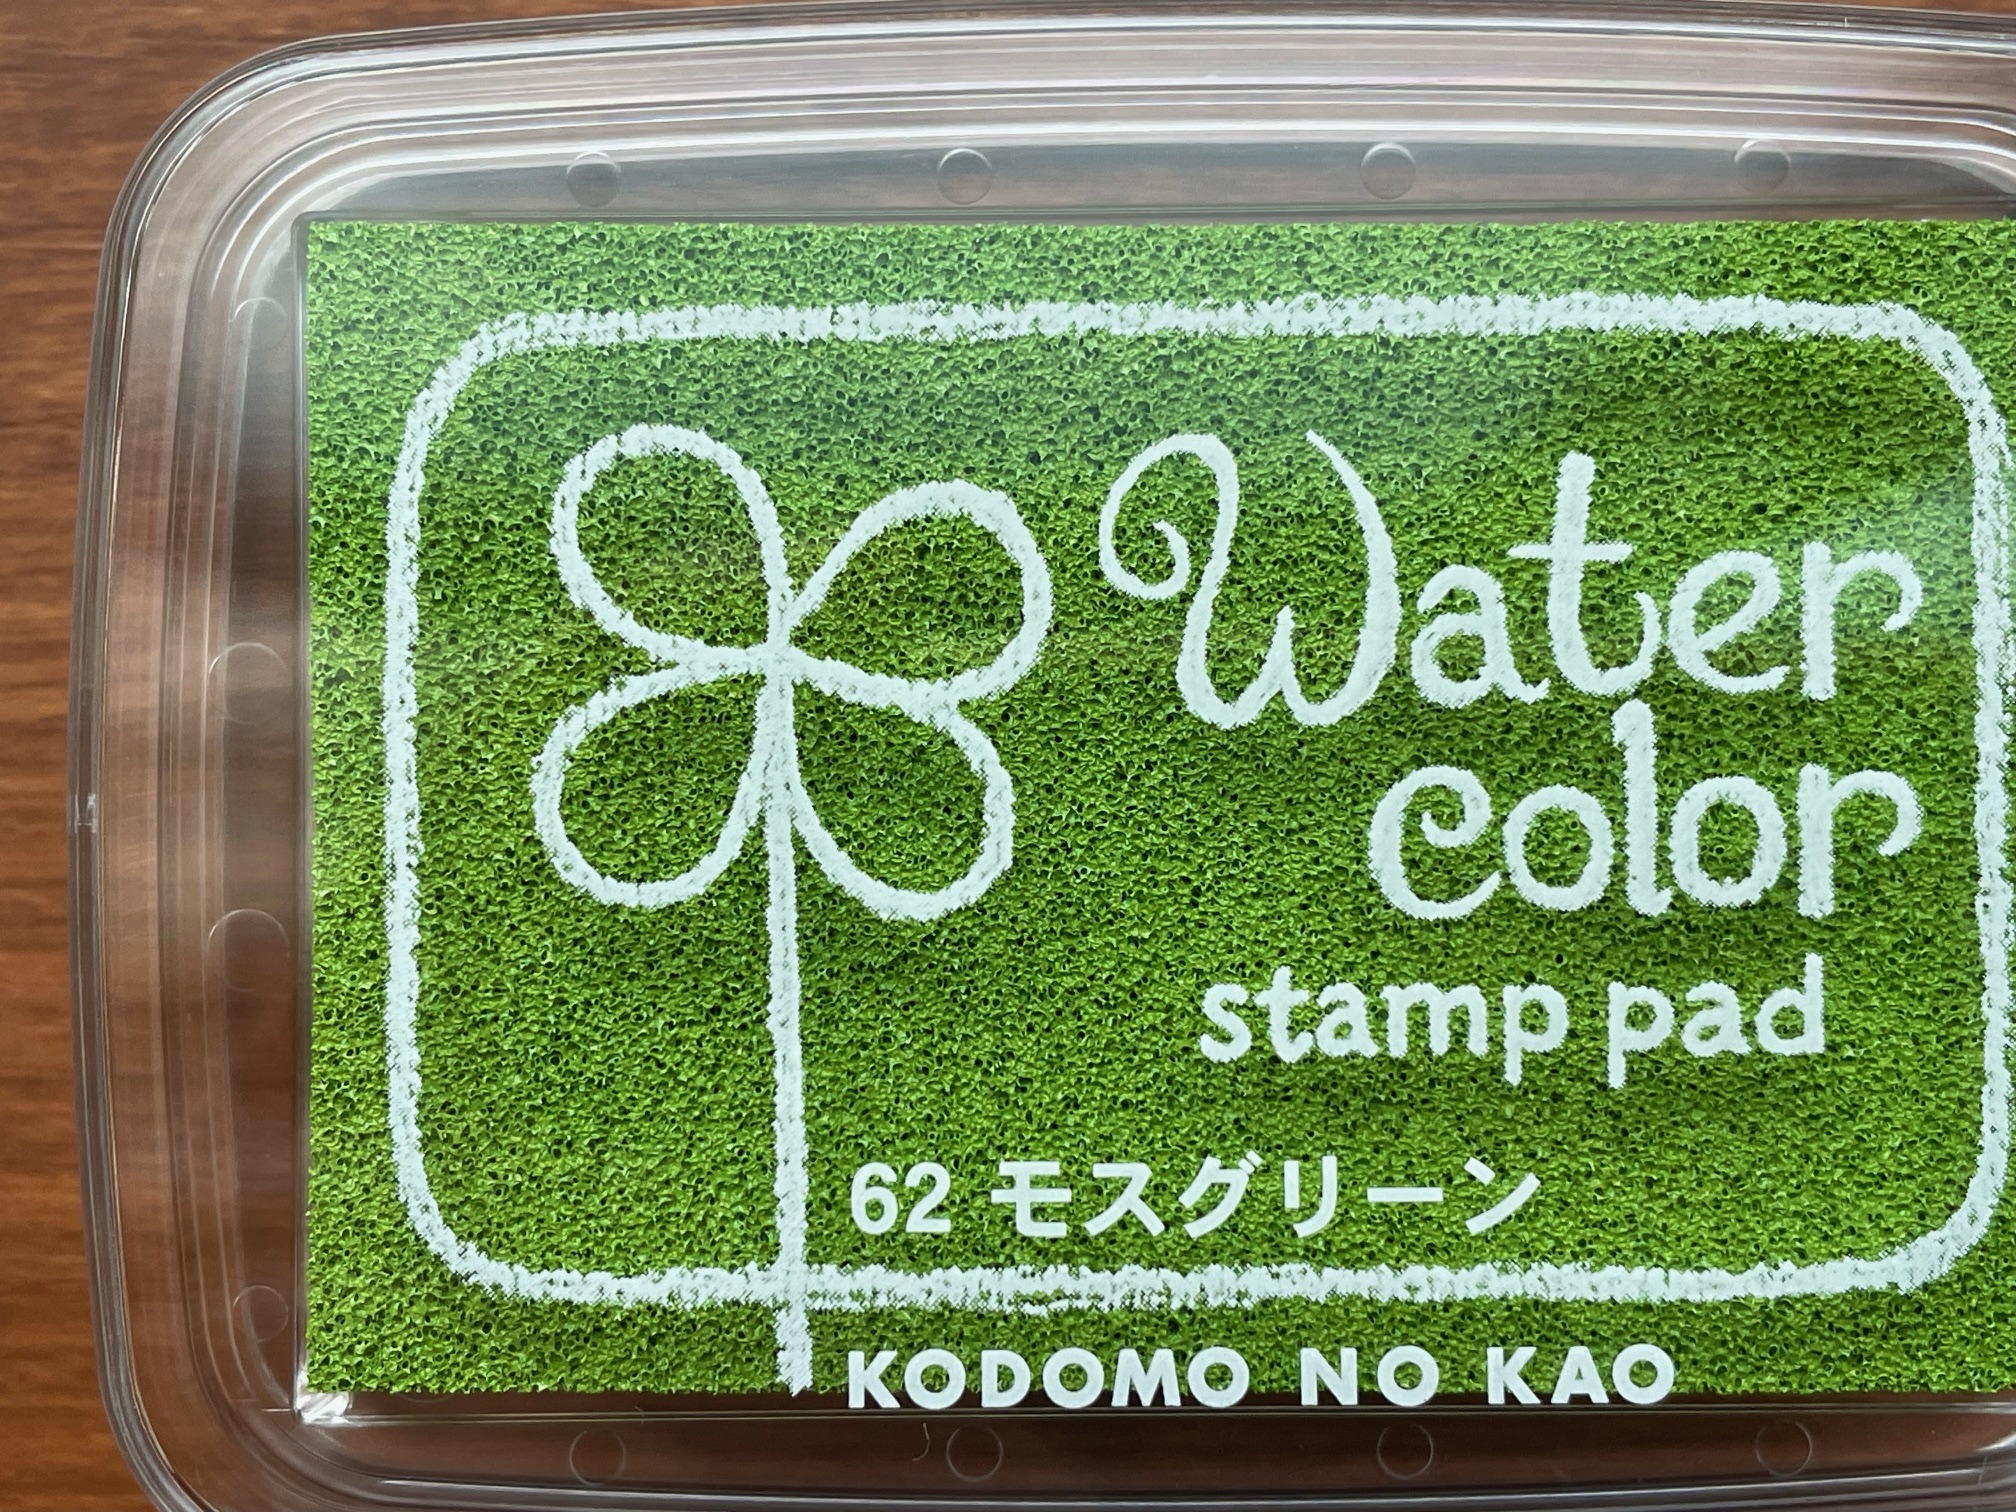 Water
color
stamp pad
62 モスグリーン
KODOMO NO KAO